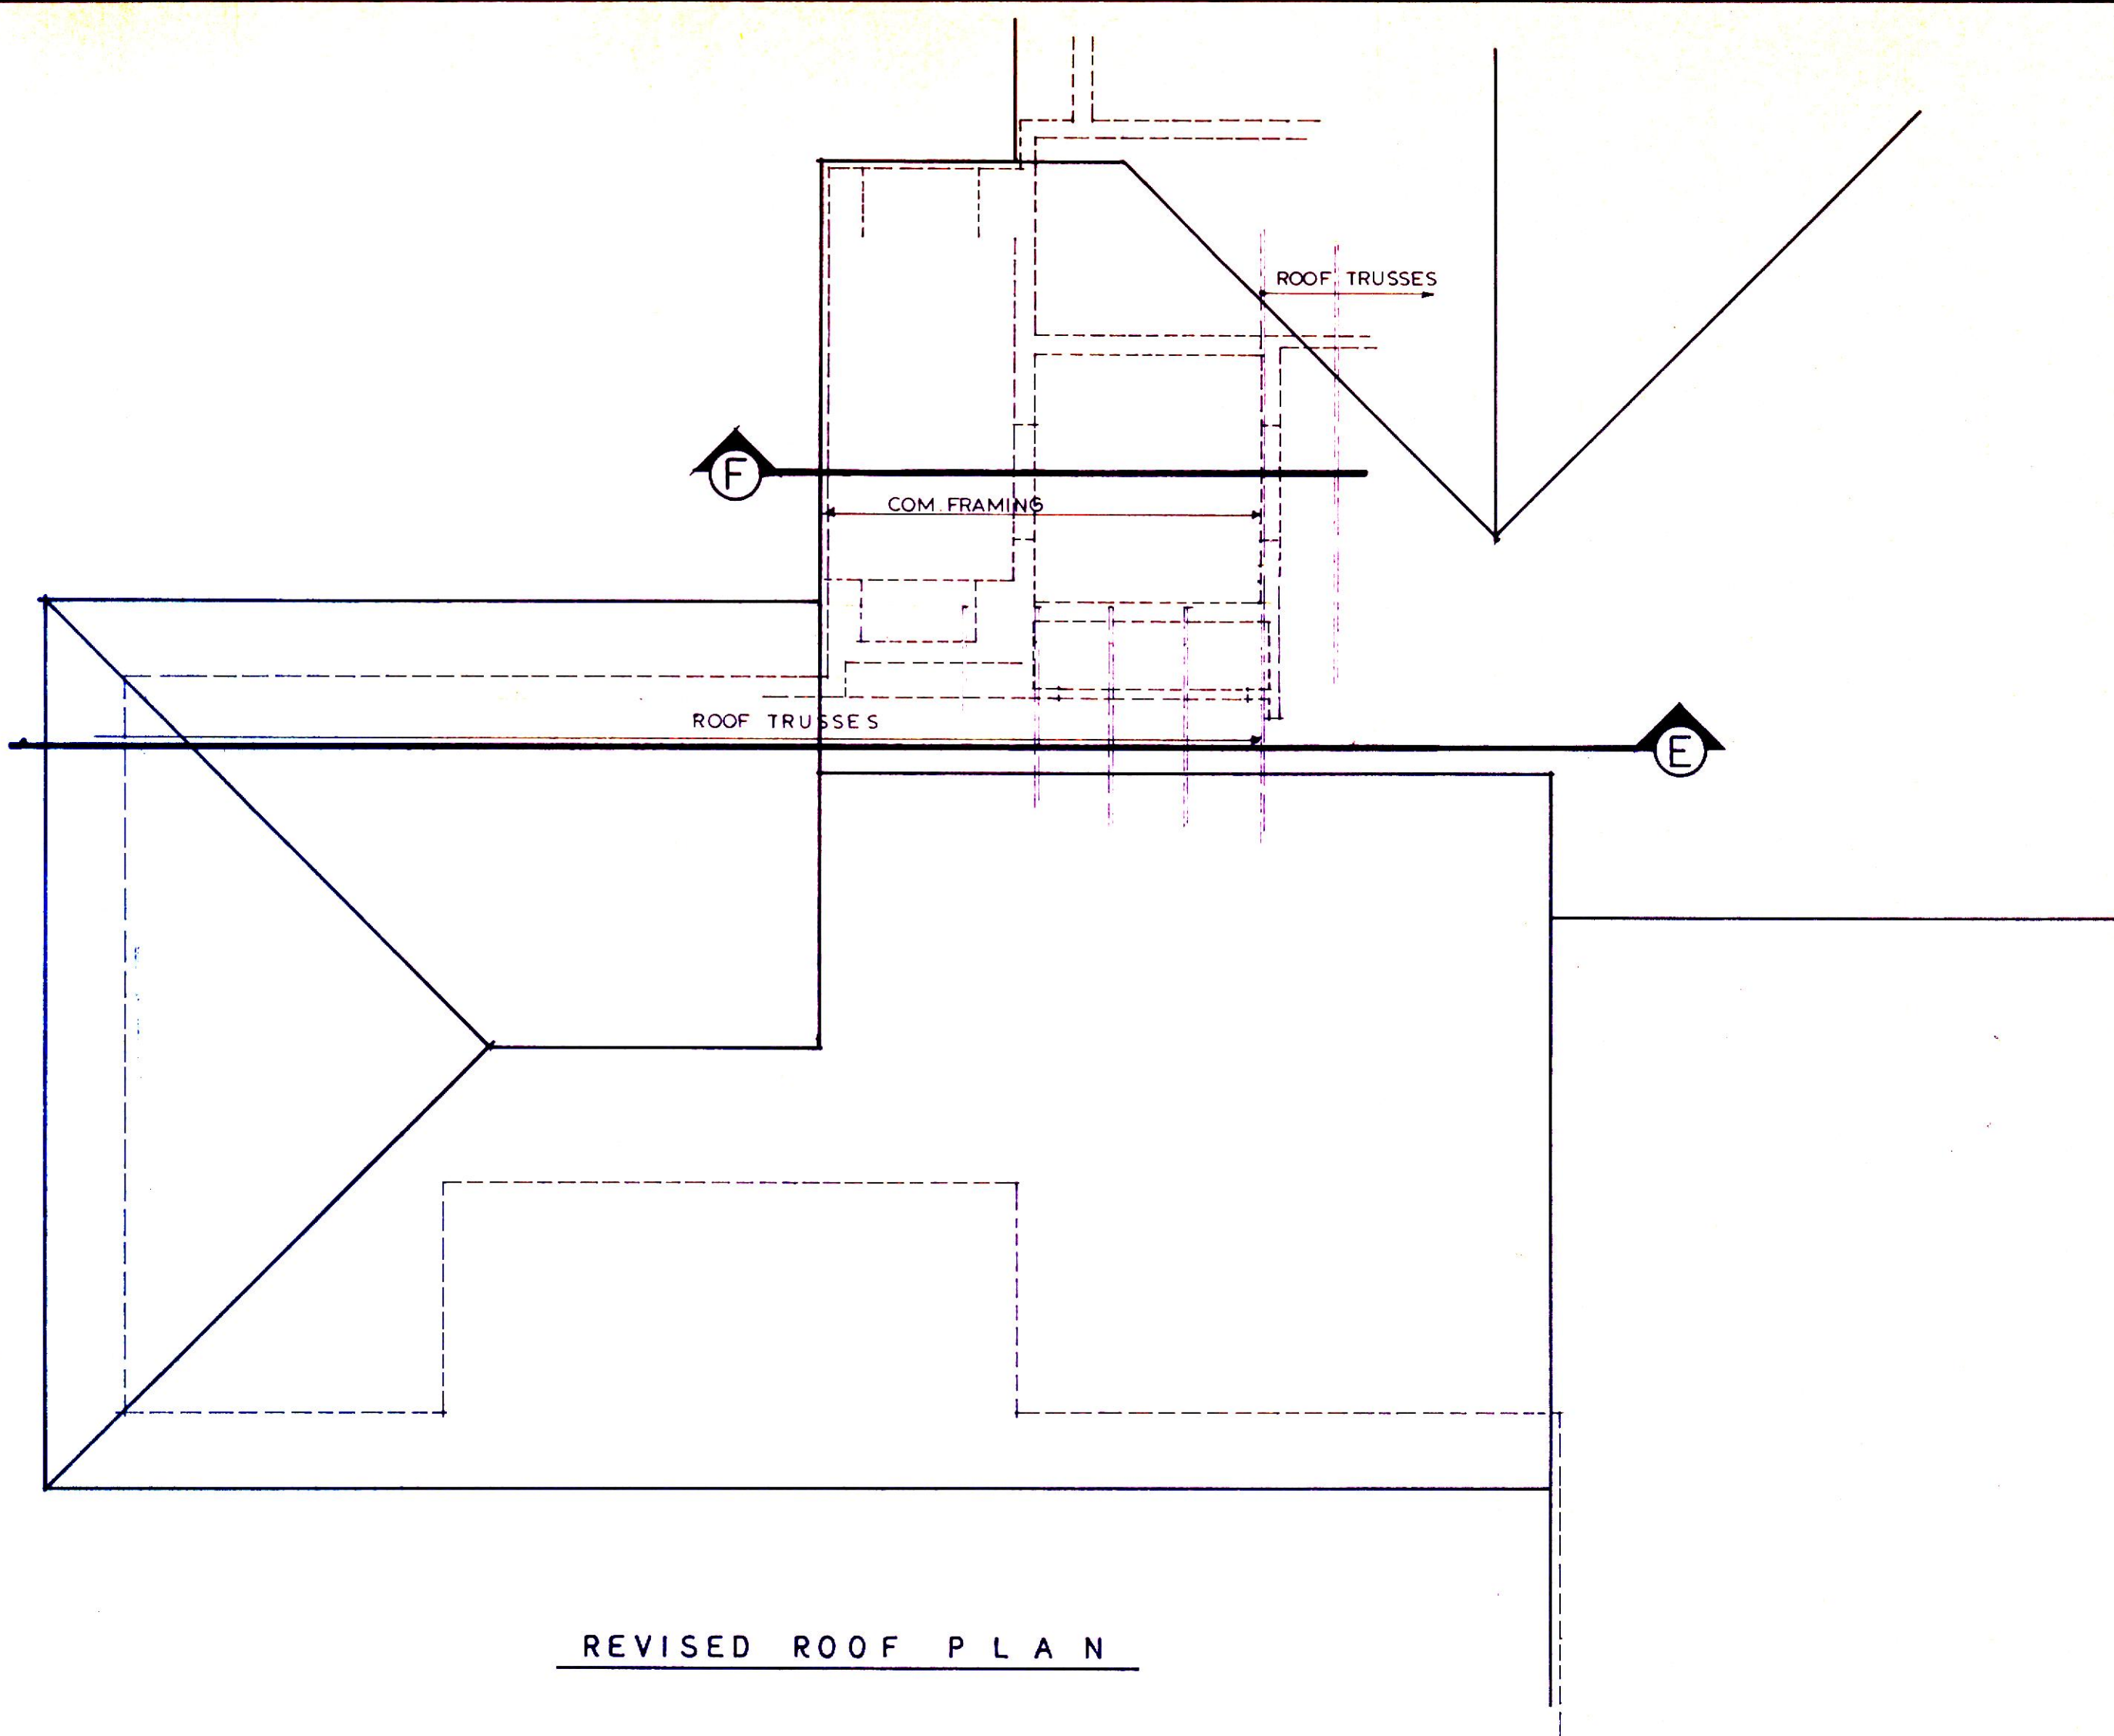 ROOF TRUSSES
F
COM. FRAMING
ROOF TRUSSES
E
REVISED ROOF PLAN